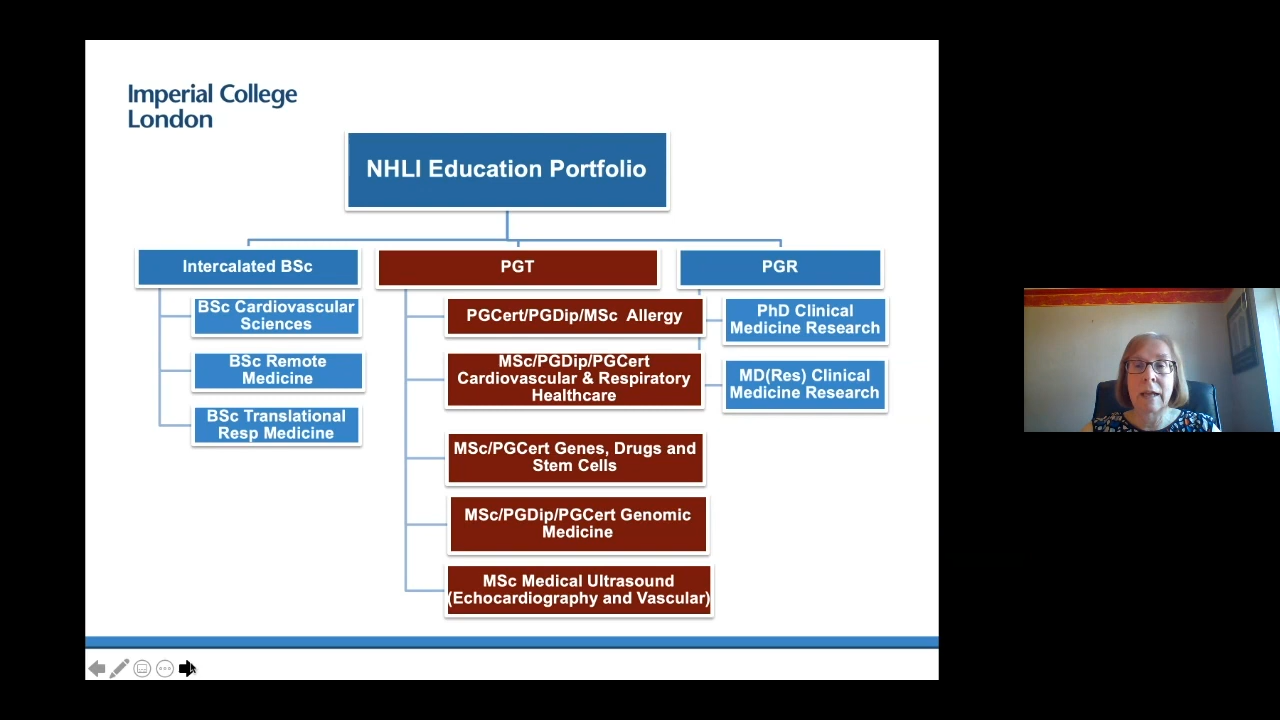 Imperial College
London
NHLI Education Portfolio
Intercalated BSc
BSc Cardiovascular
Sciences
BSc Remote
Medicine
BSc Translational
Resp Medicine
PGT
PGCert/PGDip/MSc Allergy
MSc/PGDip/PGCert
Cardiovascular & Respiratory
Healthcare
MSc/PGCert Genes, Drugs and
Stem Cells
MSc/PGDip/PGCert Genomic
Medicine
MSc Medical Ultrasound
(Echocardiography and Vascular)
PGR
PhD Clinical
Medicine Research
MD(Res) Clinical
Medicine Research